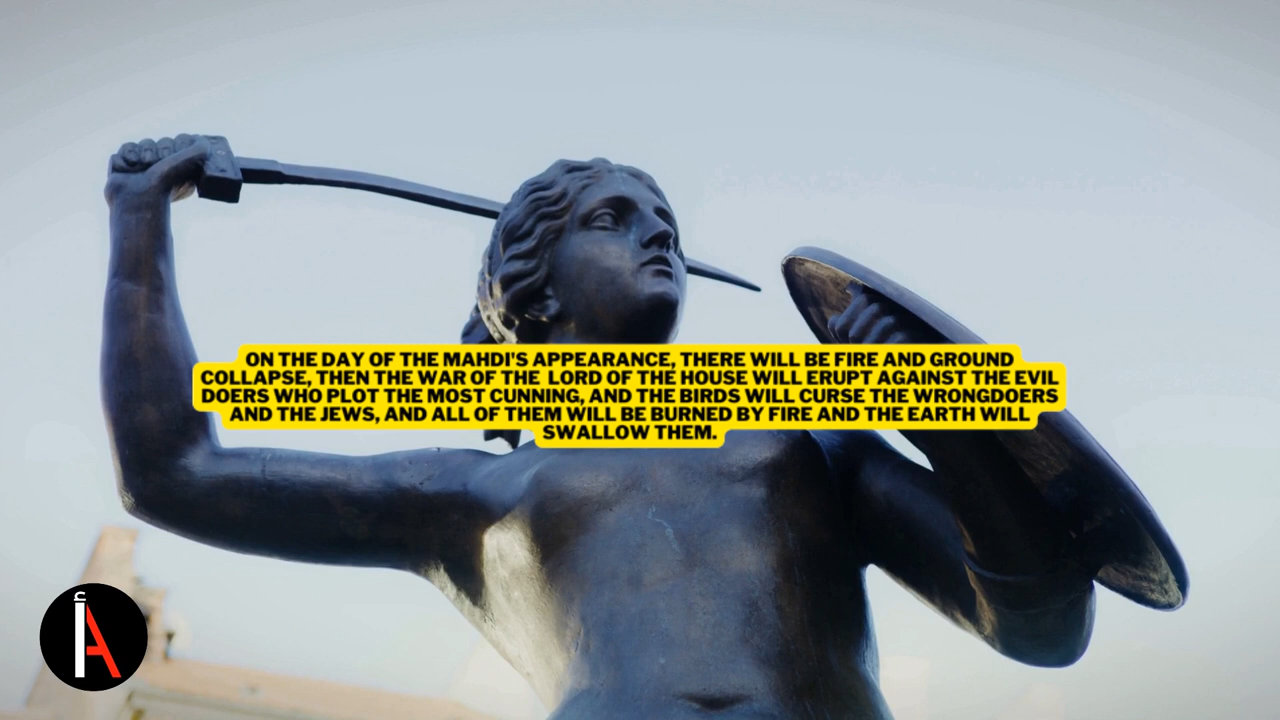 ON THE DAY OF THE MAHDI'S APPEARANCE, THERE WILL BE FIRE AND GROUND
COLLAPSE, THEN THE WAR OF THE LORD OF THE HOUSE WILL ERUPT AGAINST THE EVIL
DOERS WHO PLOT THE MOST CUNNING, AND THE BIRDS WILL CURSE THE WRONGDOERS
AND THE JEWS, AND ALL OF THEM WILL BE BURNED BY FIRE AND THE EARTH WILL
SWALLOW THEM.
أA